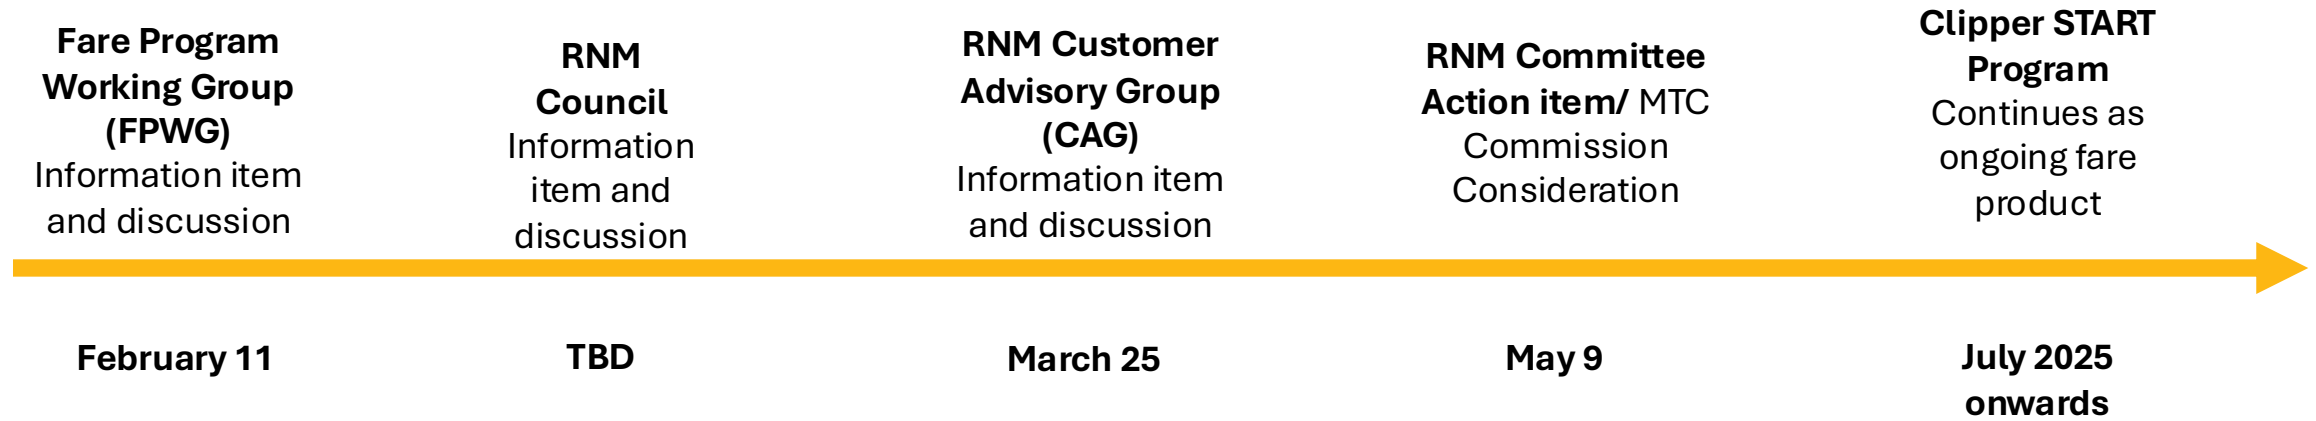 Fare Program
Working Group
(FPWG)
Information item
and discussion
RNM
Council
Information
item and
discussion
RNM Customer
Advisory Group
(CAG)
Information item
and discussion
RNM Committee
Action item/ MTC
Commission
Consideration
Clipper START
Program
Continues as
ongoing fare
product
February 11
TBD
March 25
May 9
July 2025
onwards